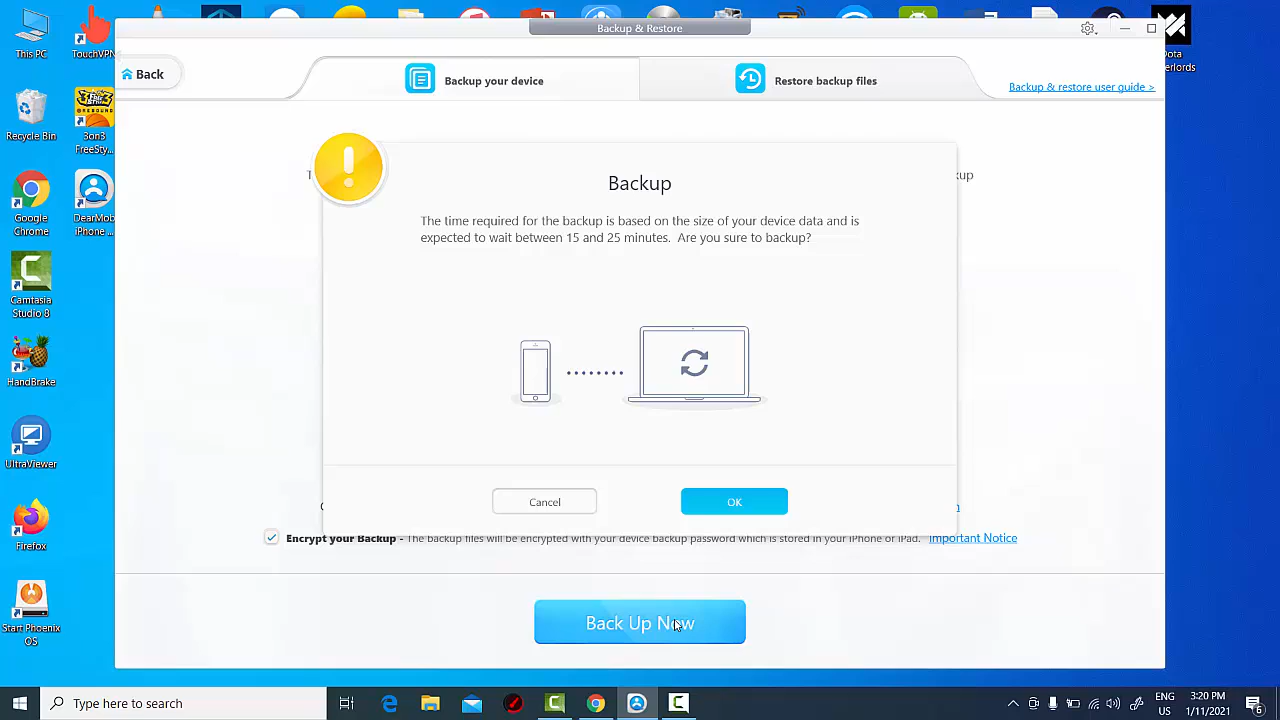 Backup & Restore
This PC
TouchVPN
Back
Backup your device
Restore backup files
Backup & restore user guide >
Recycle Bin
3on3
FreeSty...
Backup
The time required for the backup is based on the size of your device data and is
expected to wait between 15 and 25 minutes. Are you sure to backup?
Google
Chrome
DearMob
iPhone ...
Camtasia
Studio 8
HandBrake
UltraViewer
Cancel
OK
Encrypt your Backup - The backup files will be encrypted with your device backup password which is stored in your iPhone or iPad. Important Notice
Firefox
Start Phoenix
OS
Back Up Now
Type here to search
ENG
US
3:20 PM
1/11/2021
6